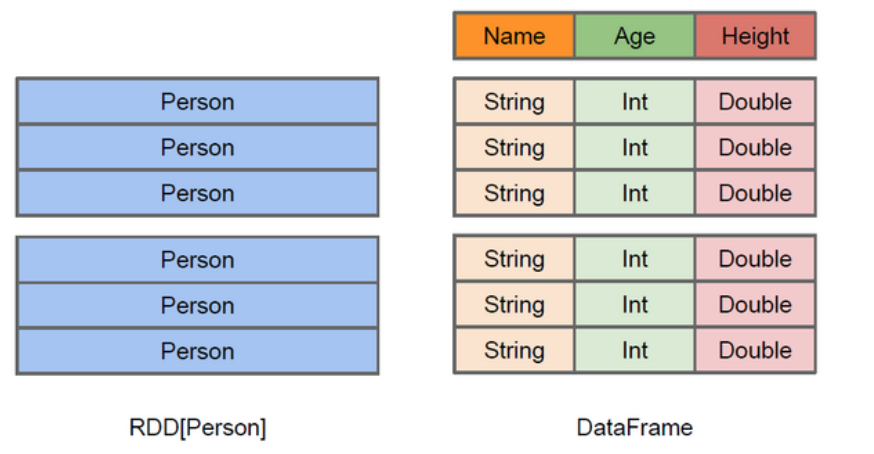 Name Age Height
Person String Int Double
Person String Int Double
Person String Int Double
Person String Int Double
Person String Int Double
Person String Int Double
RDD[Person] DataFrame